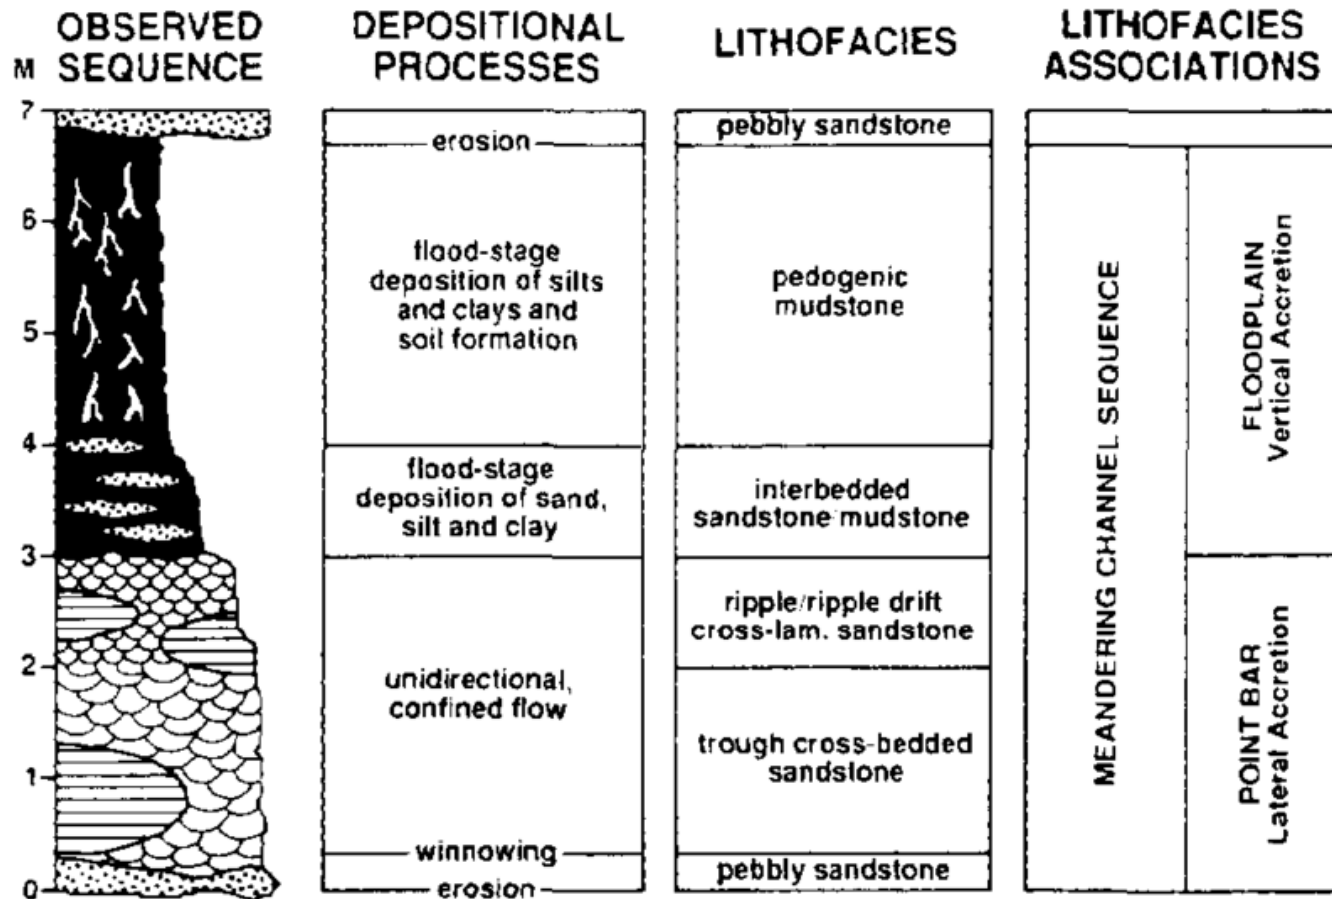 OBSERVED
SEQUENCE
DEPOSITIONAL
PROCESSES
LITHOFACIES
LITHOFACIES
ASSOCIATIONS
M
7
6
5
4
3
2
1
0
erosion
flood-stage
deposition of silts
and clays and
soil formation
flood-stage
deposition of sand,
silt and clay
unidirectional,
confined flow
winnowing
erosion
pebbly sandstone
pedogenic
mudstone
interbedded
sandstone/mudstone
ripple/ripple drift
cross-lam. sandstone
trough cross-bedded
sandstone
pebbly sandstone
MEANDERING CHANNEL SEQUENCE
FLOODPLAIN
Vertical Accretion
POINT BAR
Lateral Accretion